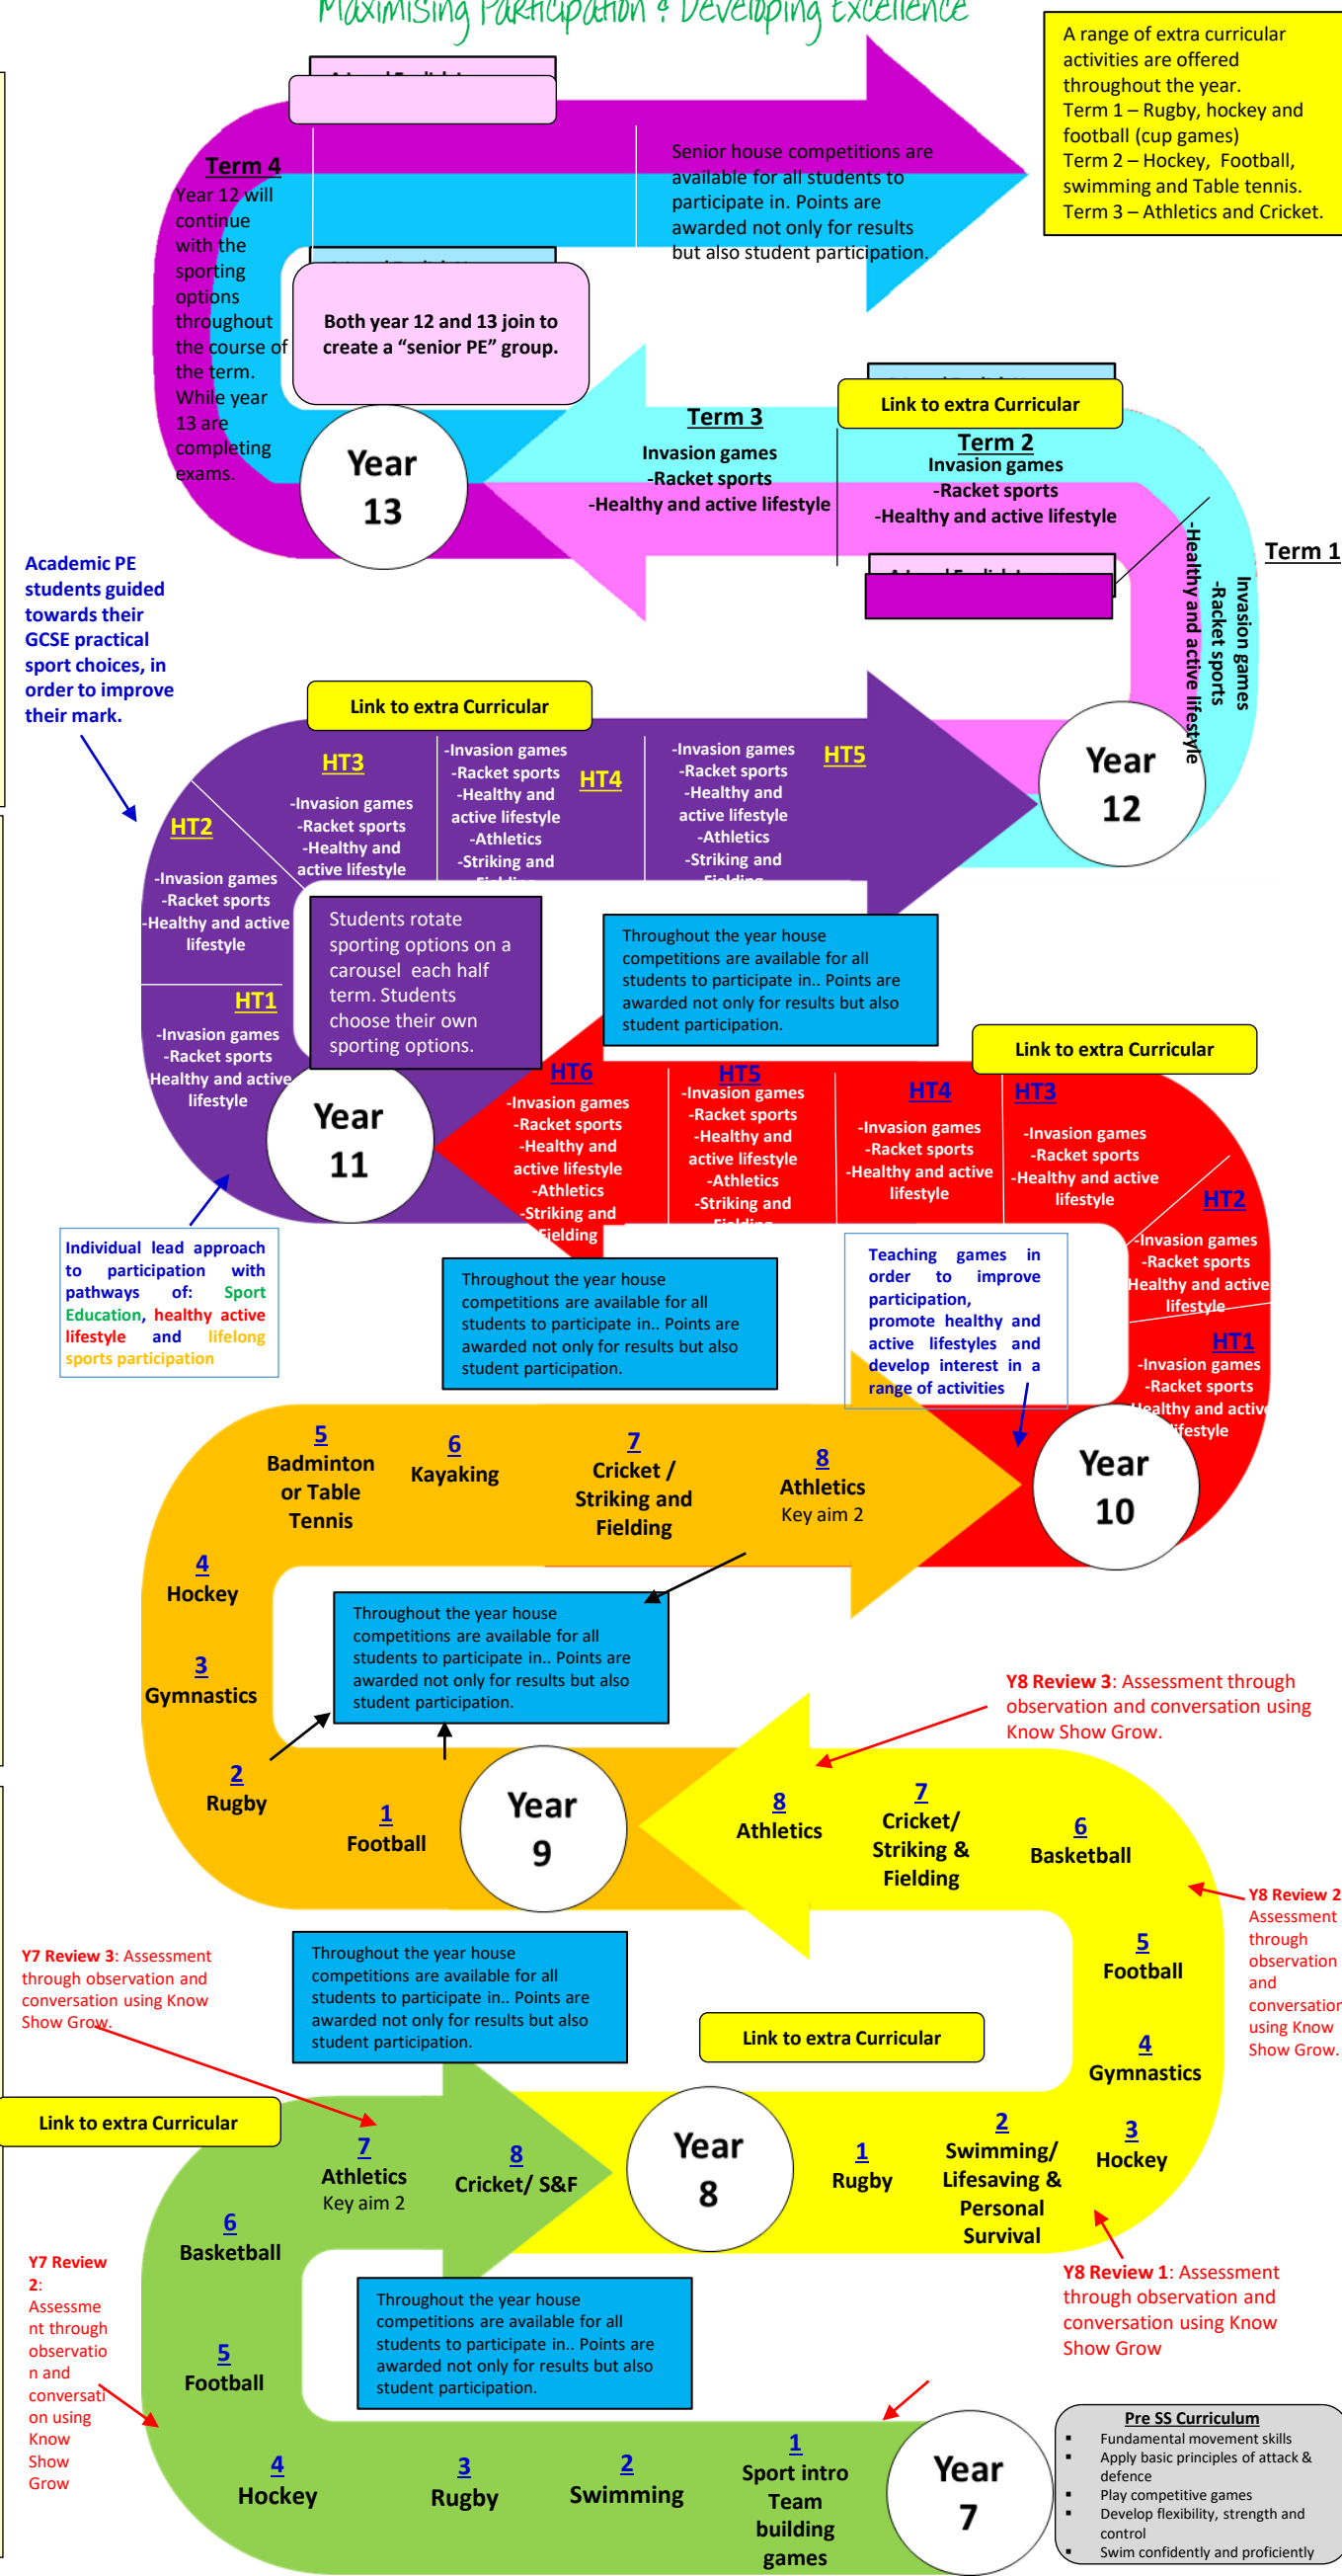 Maximising Participation & Developing Excellence
A range of extra curricular
activities are offered
throughout the year.
Term 1 – Rugby, hockey and
football (cup games)
Term 2 – Hockey, Football,
swimming and Table tennis.
Term 3 – Athletics and Cricket.
Term 4
Year 12 will
continue
with the
sporting
options
throughout
the course of
the term.
While year
13 are
completing
exams.
Senior house competitions are
available for all students to
participate in. Points are
awarded not only for results
but also student participation.
Both year 12 and 13 join to
create a “senior PE” group.
Year
13
Term 3
Invasion games
-Racket sports
-Healthy and active lifestyle
Link to extra Curricular
Term 2
Invasion games
-Racket sports
-Healthy and active lifestyle
Term 1
Invasion games
-Racket sports
-Healthy and active lifestyle
Year
12
Academic PE
students guided
towards their
GCSE practical
sport choices, in
order to improve
their mark.
Link to extra Curricular
HT3
-Invasion games
-Racket sports
-Healthy and
active lifestyle
-Invasion games
-Racket sports
-Healthy and
active lifestyle
-Athletics
-Striking and
Fielding
HT4
-Invasion games
-Racket sports
-Healthy and
active lifestyle
-Athletics
-Striking and
Fielding
HT5
HT2
-Invasion games
-Racket sports
-Healthy and active
lifestyle
HT1
-Invasion games
-Racket sports
-Healthy and active
lifestyle
Students rotate
sporting options on a
carousel each half
term. Students
choose their own
sporting options.
Throughout the year house
competitions are available for all
students to participate in.. Points are
awarded not only for results but also
student participation.
Link to extra Curricular
Year
11
HT6
-Invasion games
-Racket sports
-Healthy and
active lifestyle
-Athletics
-Striking and
Fielding
HT5
-Invasion games
-Racket sports
-Healthy and
active lifestyle
-Athletics
-Striking and
Fielding
HT4
-Invasion games
-Racket sports
-Healthy and active
lifestyle
HT3
-Invasion games
-Racket sports
-Healthy and active
lifestyle
HT2
-Invasion games
-Racket sports
Healthy and active
lifestyle
HT1
-Invasion games
-Racket sports
Healthy and active
lifestyle
Individual lead approach
to participation with
pathways of: Sport
Education, healthy active
lifestyle and lifelong
sports participation
Throughout the year house
competitions are available for all
students to participate in.. Points are
awarded not only for results but also
student participation.
Teaching games in
order to improve
participation,
promote healthy and
active lifestyles and
develop interest in a
range of activities
Year
10
5
Badminton
or Table
Tennis
6
Kayaking
7
Cricket /
Striking and
Fielding
8
Athletics
Key aim 2
4
Hockey
3
Gymnastics
2
Rugby
1
Football
Throughout the year house
competitions are available for all
students to participate in.. Points are
awarded not only for results but also
student participation.
Year
9
Y8 Review 3: Assessment through
observation and conversation using
Know Show Grow.
8
Athletics
7
Cricket/
Striking &
Fielding
6
Basketball
Y8 Review 2
Assessment
through
observation
and
conversation
using Know
Show Grow.
5
Football
4
Gymnastics
3
Hockey
2
Swimming/
Lifesaving &
Personal
Survival
1
Rugby
Year
8
Y8 Review 1: Assessment
through observation and
conversation using Know
Show Grow
Y7 Review 3: Assessment
through observation and
conversation using Know
Show Grow.
Throughout the year house
competitions are available for all
students to participate in.. Points are
awarded not only for results but also
student participation.
Link to extra Curricular
Link to extra Curricular
7
Athletics
Key aim 2
8
Cricket/ S&F
6
Basketball
Y7 Review
2:
Assessme
nt through
observatio
n and
conversati
on using
Know
Show
Grow
5
Football
Throughout the year house
competitions are available for all
students to participate in.. Points are
awarded not only for results but also
student participation.
4
Hockey
3
Rugby
2
Swimming
1
Sport intro
Team
building
games
Year
7
Pre SS Curriculum
▪ Fundamental movement skills
▪ Apply basic principles of attack &
defence
▪ Play competitive games
▪ Develop flexibility, strength and
control
▪ Swim confidently and proficiently